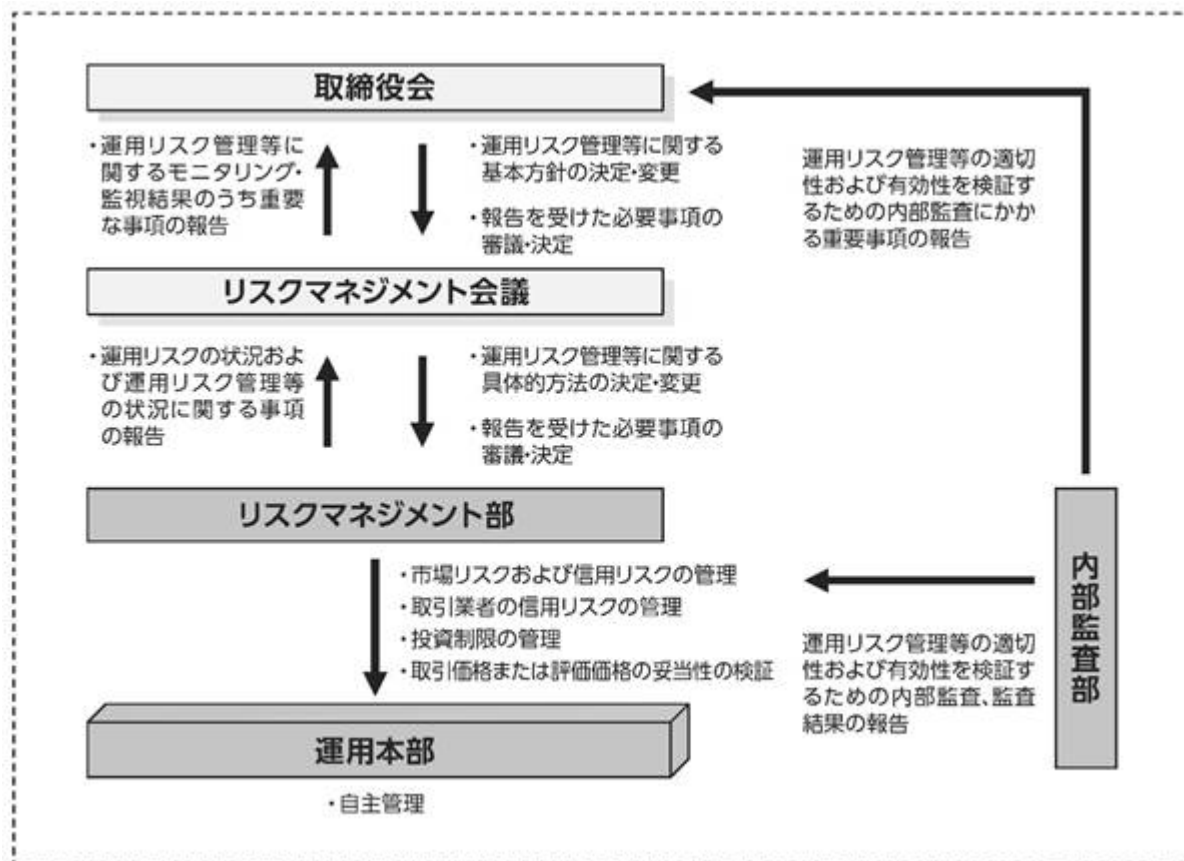 取締役会
・運用リスク管理等に
関するモニタリング・
監視結果のうち重要
な事項の報告
・運用リスク管理等に関する
基本方針の決定・変更
・報告を受けた必要事項の
審議・決定
運用リスク管理等の適切
性および有効性を検証す
るための内部監査にかか
る重要事項の報告
リスクマネジメント会議
・運用リスクの状況およ
び運用リスク管理等
の状況に関する事項
の報告
・運用リスク管理等に関する
具体的方法の決定・変更
・報告を受けた必要事項の
審議・決定
リスクマネジメント部
・市場リスクおよび信用リスクの管理
・取引業者の信用リスクの管理
・投資制限の管理
・取引価格または評価価格の妥当性の検証
運用リスク管理等の適切
性および有効性を検証す
るための内部監査、監査
結果の報告
内部監査部
運用本部
・自主管理